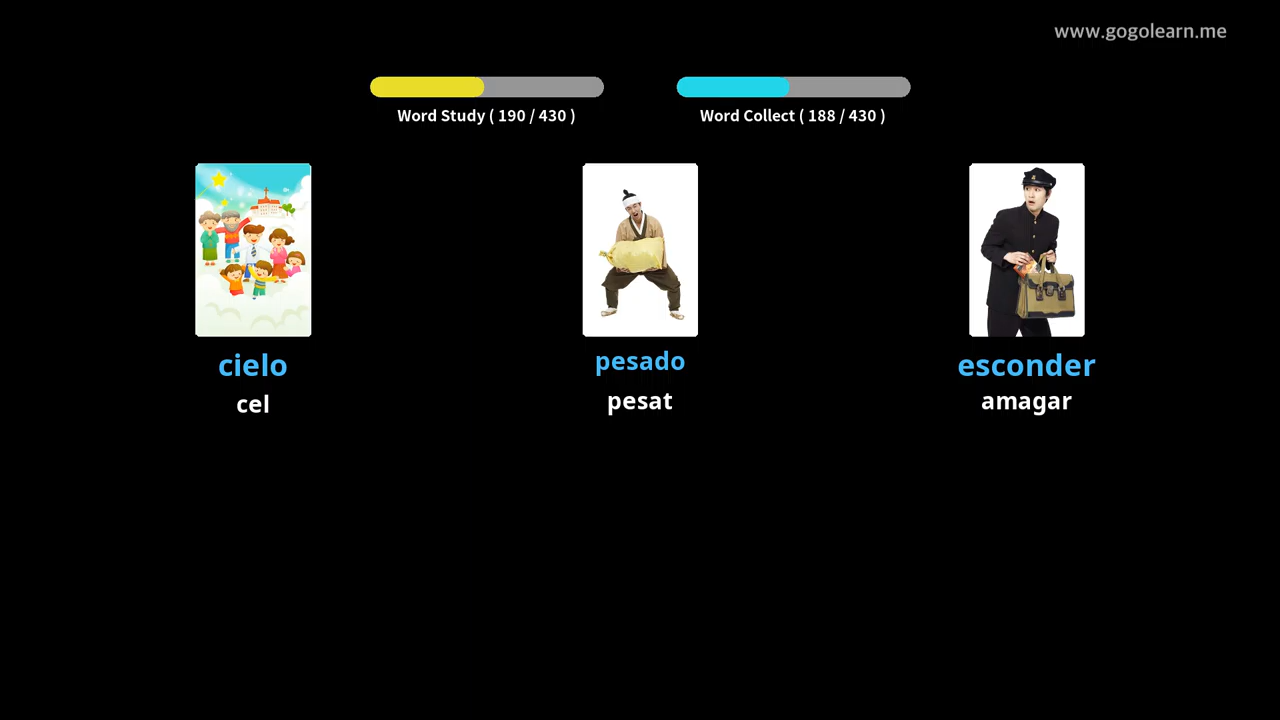 www.gogolearn.me
Word Study ( 190 / 430 )
Word Collect ( 188 / 430 )
cielo
cel
pesado
pesat
esconder
amagar